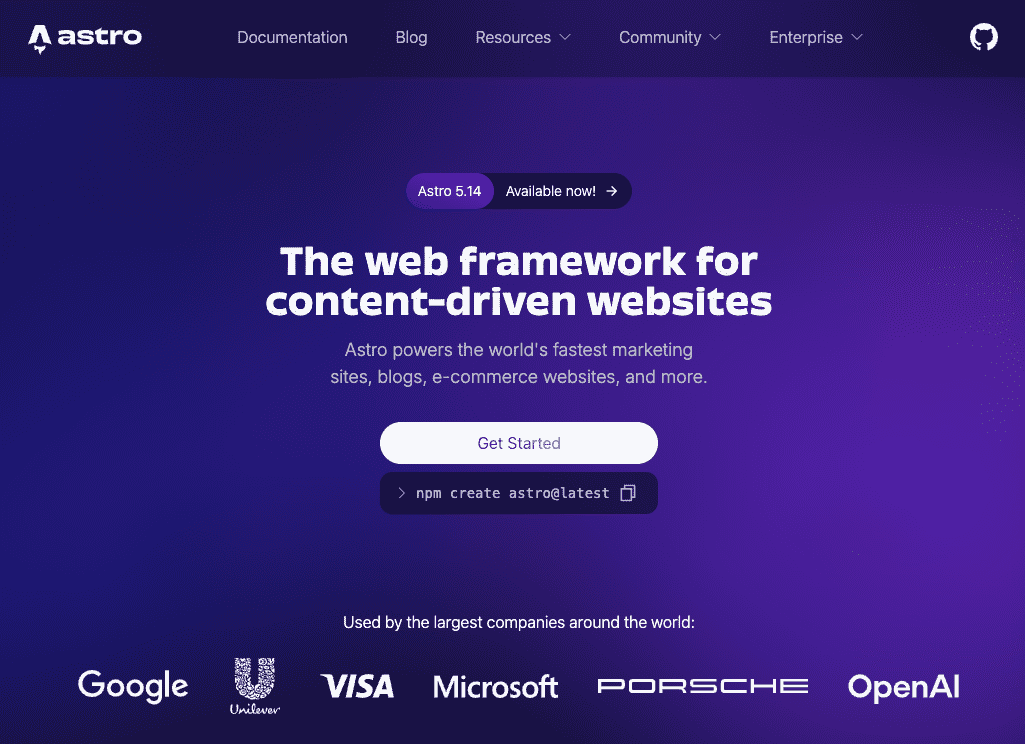 astro
Documentation
Blog
Resources
Community
Enterprise
Astro 5.14
Available now! →
The web framework for
content-driven websites
Astro powers the world's fastest marketing
sites, blogs, e-commerce websites, and more.
Get Started
> npm create astro@latest
Used by the largest companies around the world:
Google
Unilever
VISA
Microsoft
PORSCHE
OpenAI